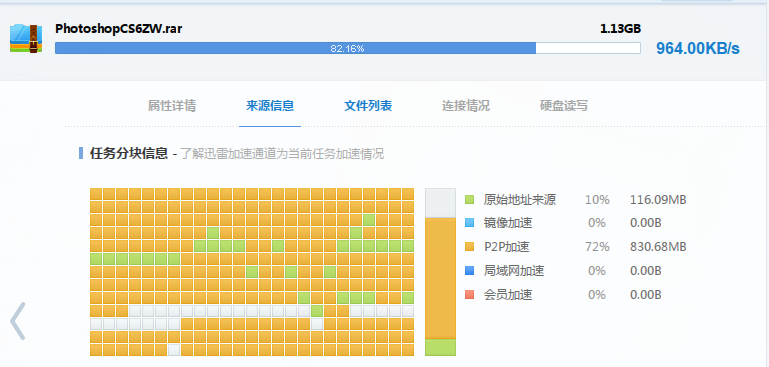 PhotoshopCS6ZW.rar 1.13GB
82.16% 964.00KB/s
属性详情 来源信息 文件列表 连接情况 硬盘读写
任务分块信息 - 了解迅雷加速通道为当前任务加速情况
原始地址来源 10% 116.09MB
镜像加速 0% 0.00B
P2P加速 72% 830.68MB
局域网加速 0% 0.00B
会员加速 0% 0.00B